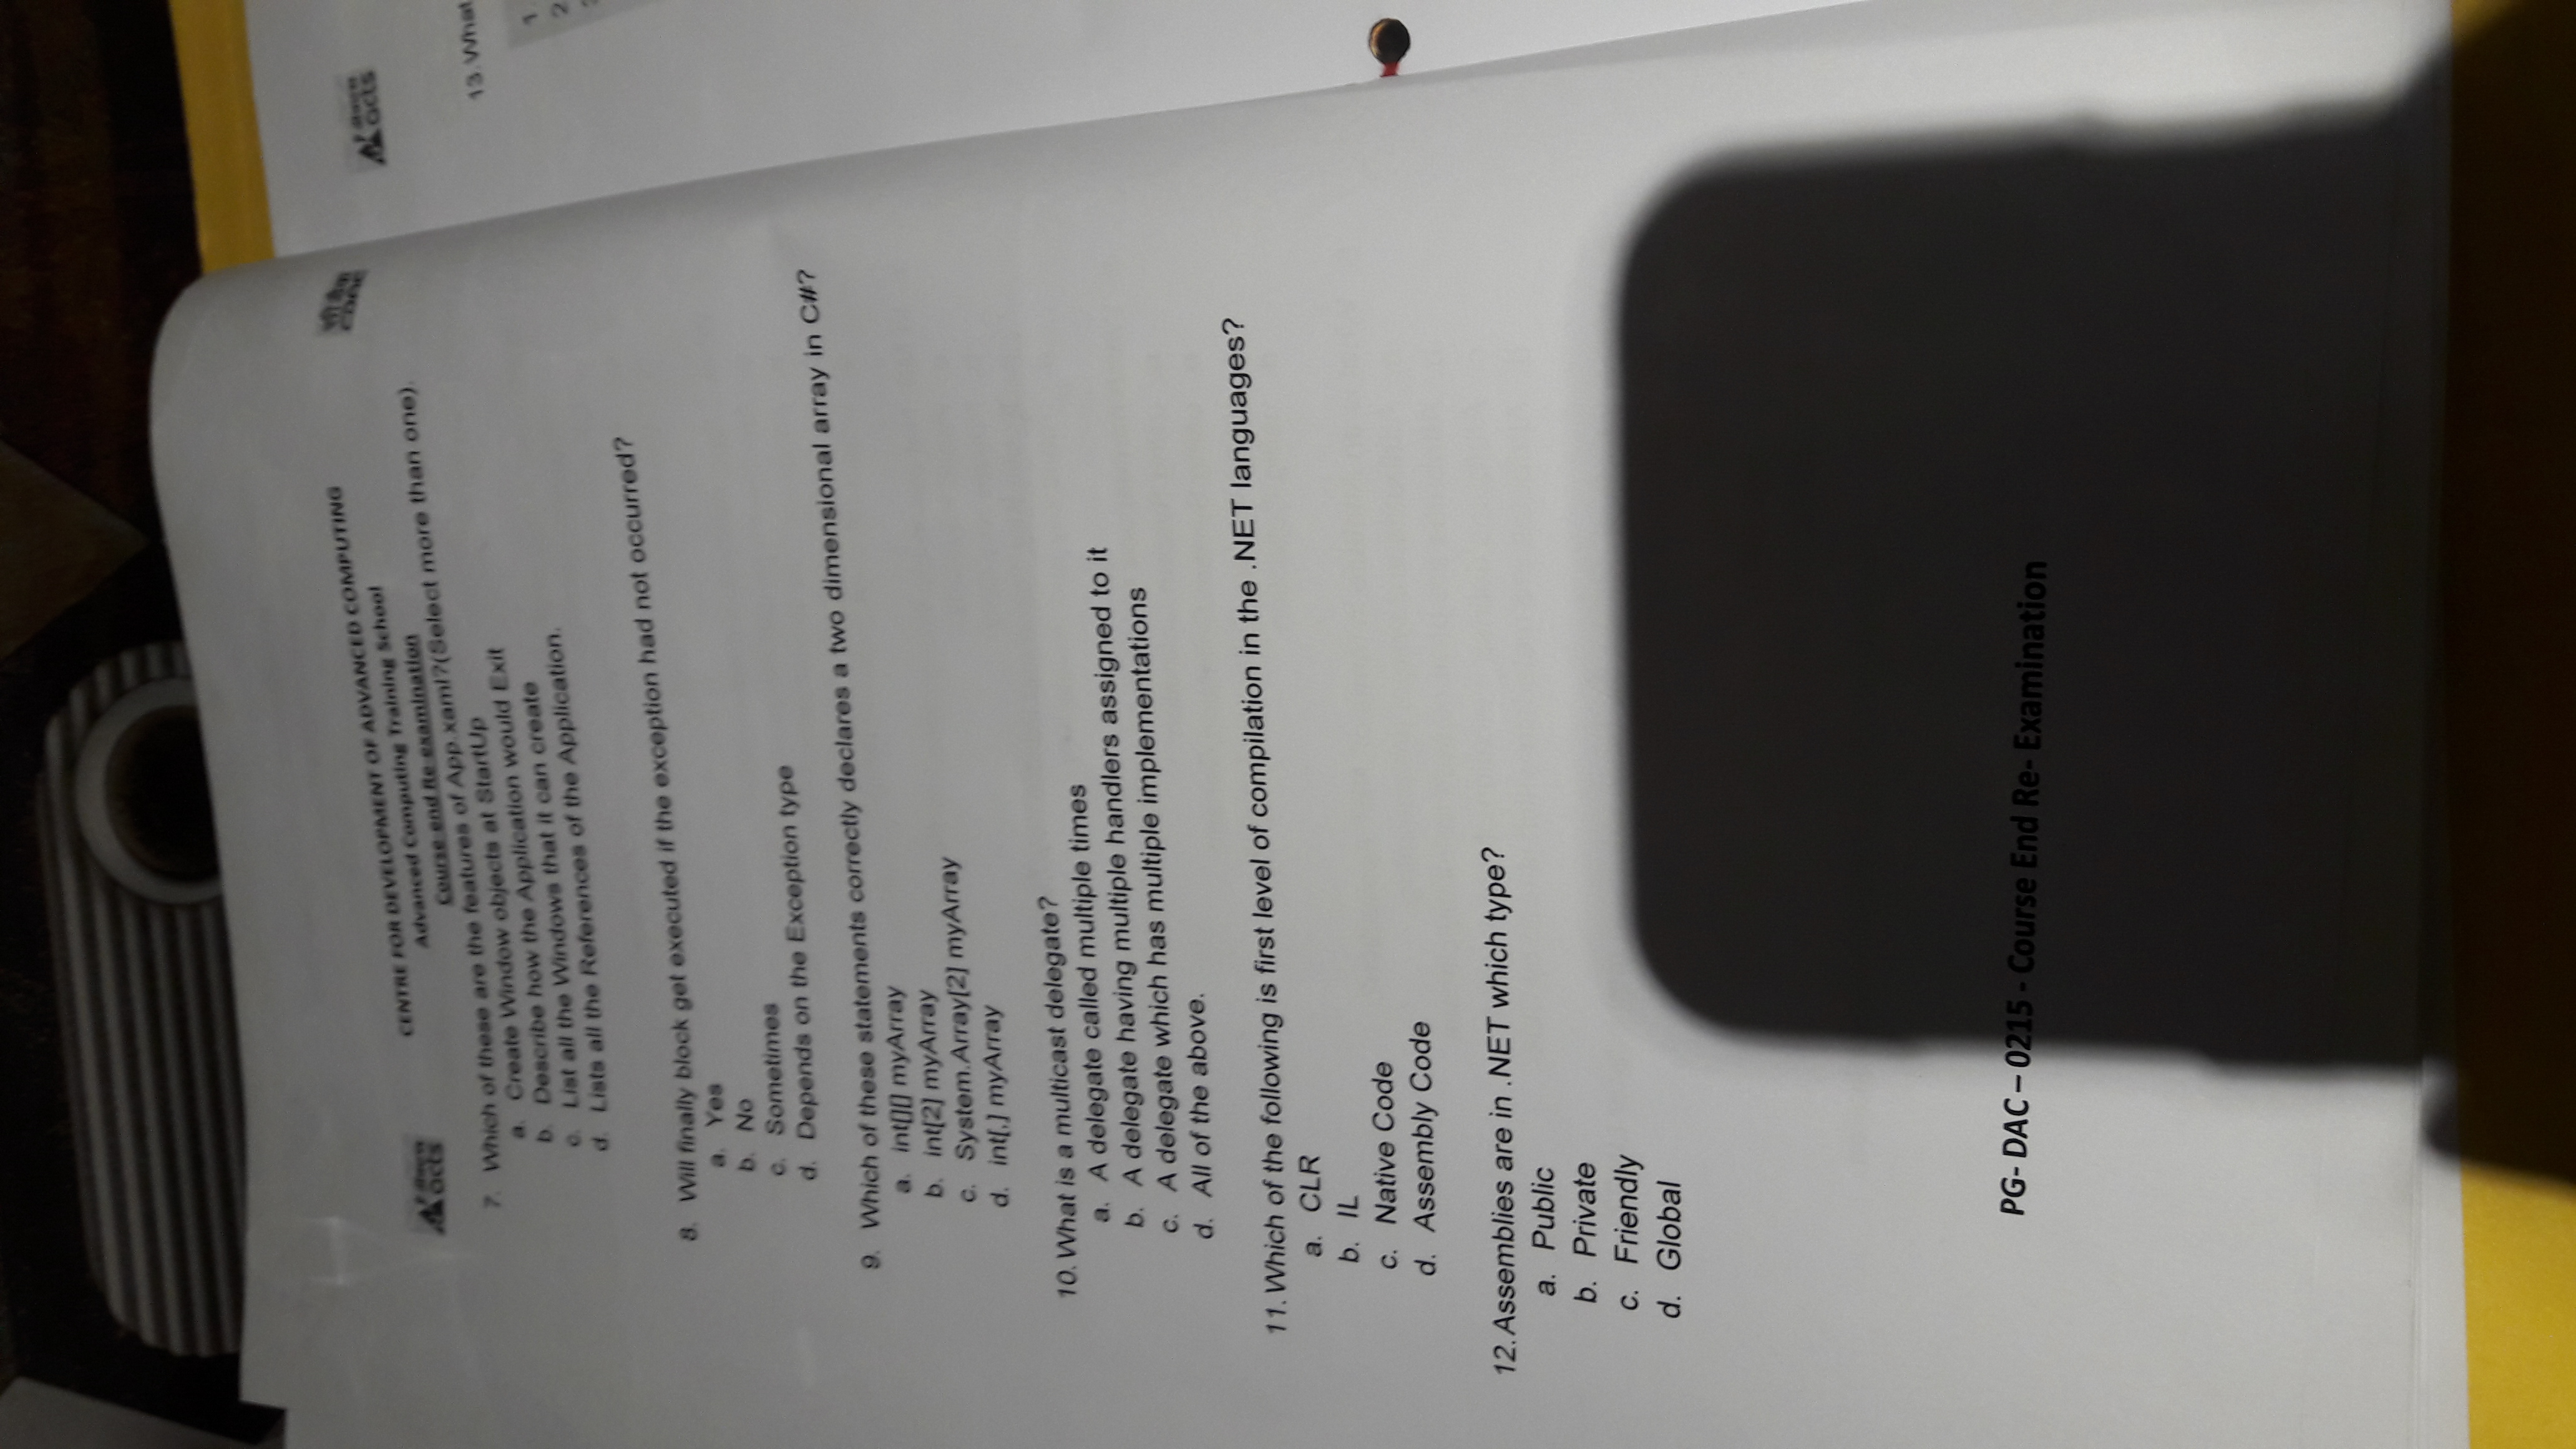 CENTRE FOR DEVELOPMENT OF ADVANCED COMPUTING
Advanced Computing Training School
Course end Re-examination
acts
सी डैक
CDAC
acts
7. Which of these are the features of App.xaml?(Select more than one).
a. Create Window objects at StartUp
b. Describe how the Application would Exit
c. List all the Windows that it can create
d. Lists all the References of the Application.
8. Will finally block get executed if the exception had not occurred?
a. Yes
b. No
c. Sometimes
d. Depends on the Exception type
9. Which of these statements correctly declares a two dimensional array in C#?
a. int[][] myArray
b. int[2] myArray
c. System.Array[2] myArray
d. int[,] myArray
10. What is a multicast delegate?
a. A delegate called multiple times
b. A delegate having multiple handlers assigned to it
c. A delegate which has multiple implementations
d. All of the above.
11. Which of the following is first level of compilation in the .NET languages?
a. CLR
b. IL
c. Native Code
d. Assembly Code
12. Assemblies are in .NET which type?
a. Public
b. Private
c. Friendly
d. Global
PG- DAC – 0215 - Course End Re- Examination
13. What
1.
2